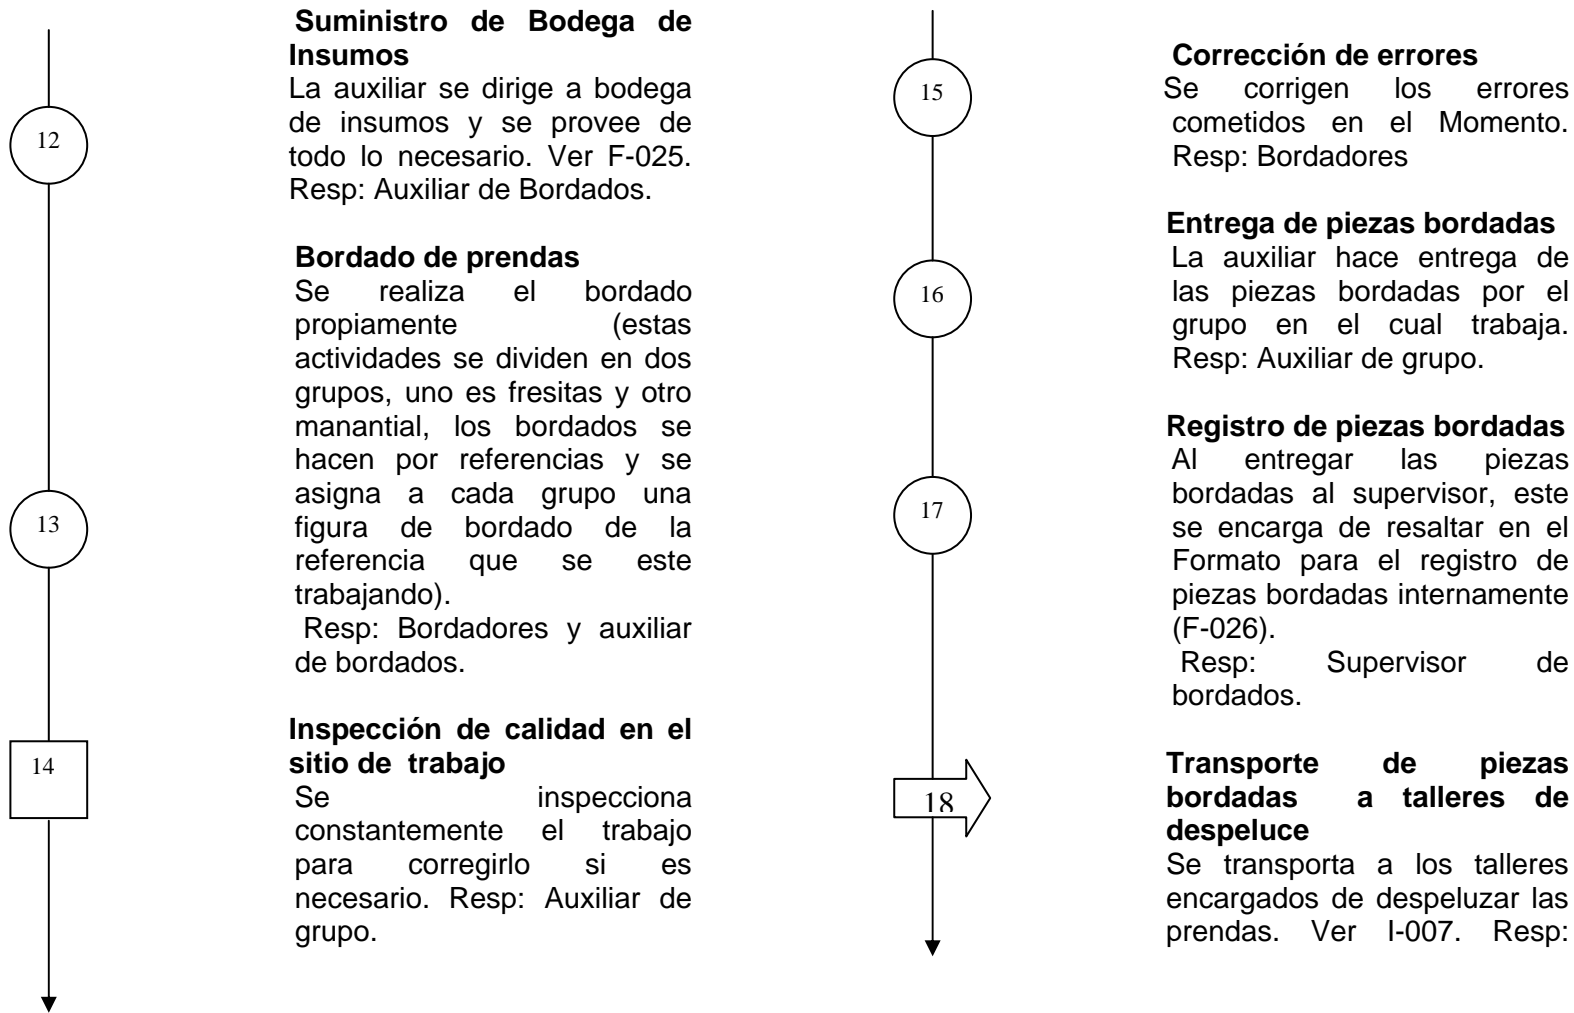 12
Suministro de Bodega de
Insumos
La auxiliar se dirige a bodega
de insumos y se provee de
todo lo necesario. Ver F-025.
Resp: Auxiliar de Bordados.
13
Bordado de prendas
Se realiza el bordado
propiamente (estas
actividades se dividen en dos
grupos, uno es fresitas y otro
manantial, los bordados se
hacen por referencias y se
asigna a cada grupo una
figura de bordado de la
referencia que se este
trabajando).
Resp: Bordadores y auxiliar
de bordados.
14
Inspección de calidad en el
sitio de trabajo
Se inspecciona
constantemente el trabajo
para corregirlo si es
necesario. Resp: Auxiliar de
grupo.
15
Corrección de errores
Se corrigen los errores
cometidos en el Momento.
Resp: Bordadores
16
Entrega de piezas bordadas
La auxiliar hace entrega de
las piezas bordadas por el
grupo en el cual trabaja.
Resp: Auxiliar de grupo.
17
Registro de piezas bordadas
Al entregar las piezas
bordadas al supervisor, este
se encarga de resaltar en el
Formato para el registro de
piezas bordadas internamente
(F-026).
Resp: Supervisor de
bordados.
18
Transporte de piezas
bordadas a talleres de
despeluce
Se transporta a los talleres
encargados de despeluzar las
prendas. Ver I-007. Resp: